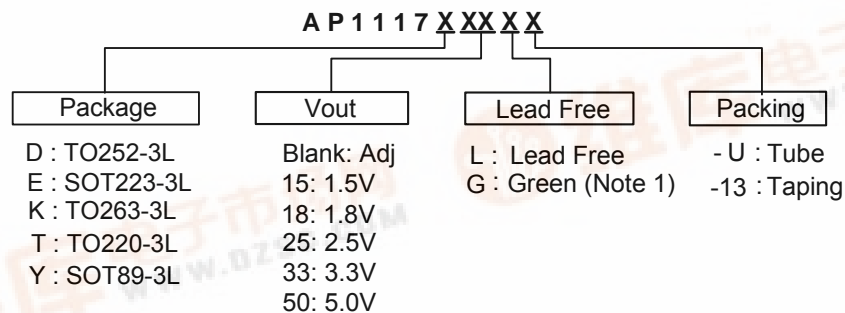 AP1117X XX X X
Package
D : TO252-3L
E : SOT223-3L
K : TO263-3L
T : TO220-3L
Y : SOT89-3L
Vout
Blank: Adj
15: 1.5V
18: 1.8V
25: 2.5V
33: 3.3V
50: 5.0V
Lead Free
L : Lead Free
G : Green (Note 1)
Packing
- U : Tube
-13 : Taping